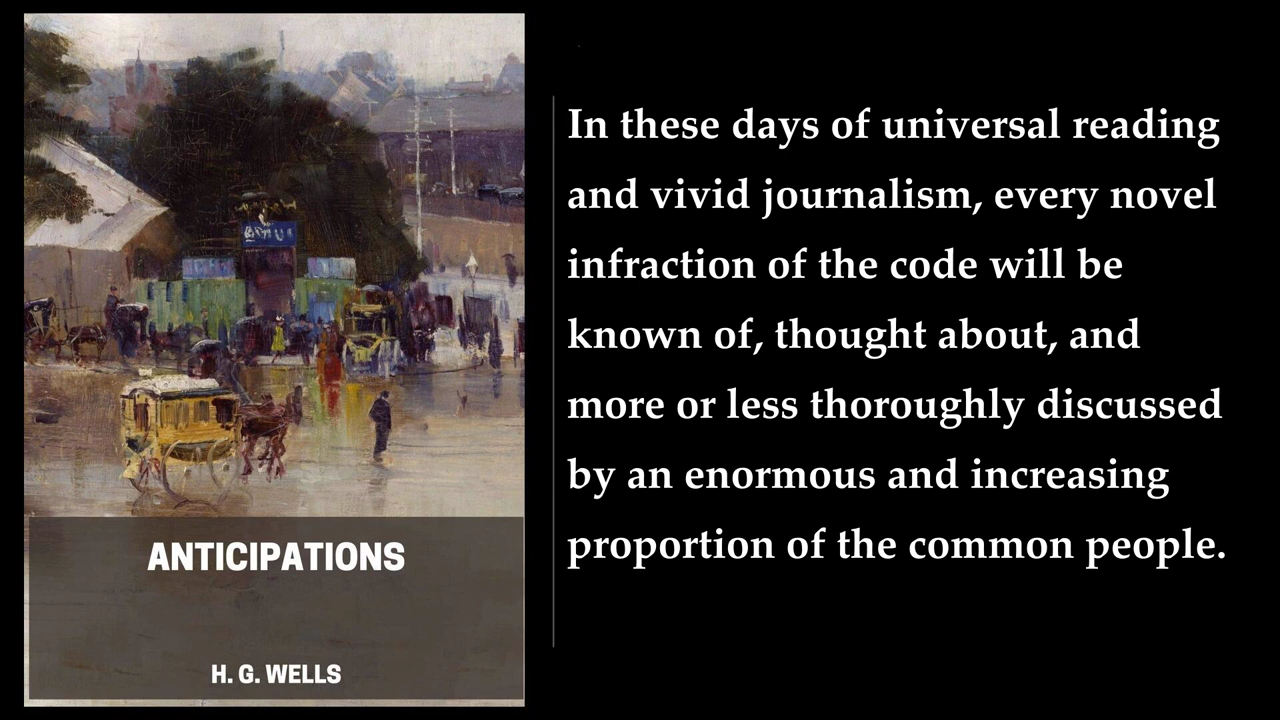 ANTICIPATIONS
H. G. WELLS
In these days of universal reading
and vivid journalism, every novel
infraction of the code will be
known of, thought about, and
more or less thoroughly discussed
by an enormous and increasing
proportion of the common people.